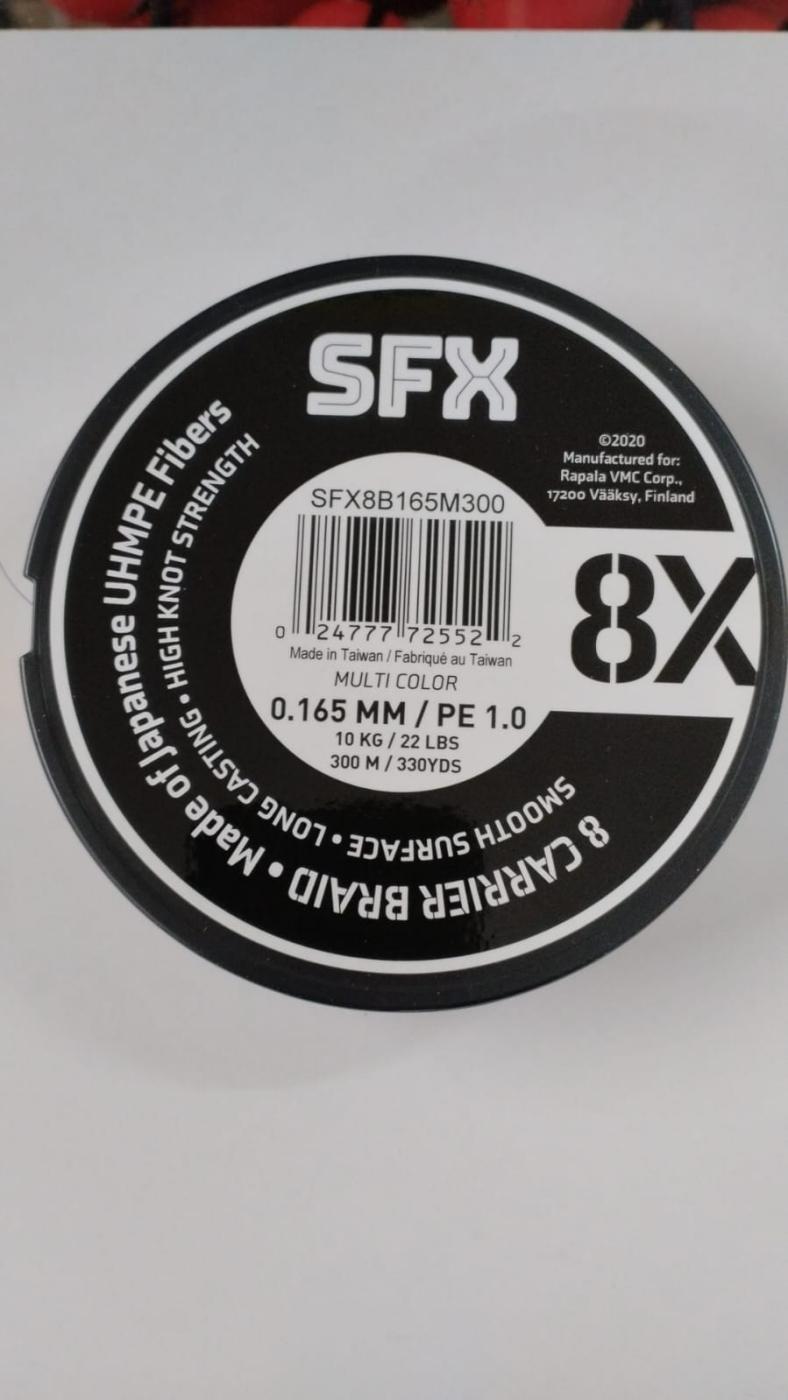 SFX
©2020
Manufactured for:
Rapala VMC Corp.,
17200 Vääksy, Finland
8X
SFX8B165M300
0 24777 72552 2
Made in Taiwan / Fabriqué au Taiwan
MULTI COLOR
0.165 MM / PE 1.0
10 KG / 22 LBS
300 M / 330YDS
8 CARRIER BRAID • Made of Japanese UHMPE Fibers
SMOOTH SURFACE • LONG CASTING • HIGH KNOT STRENGTH